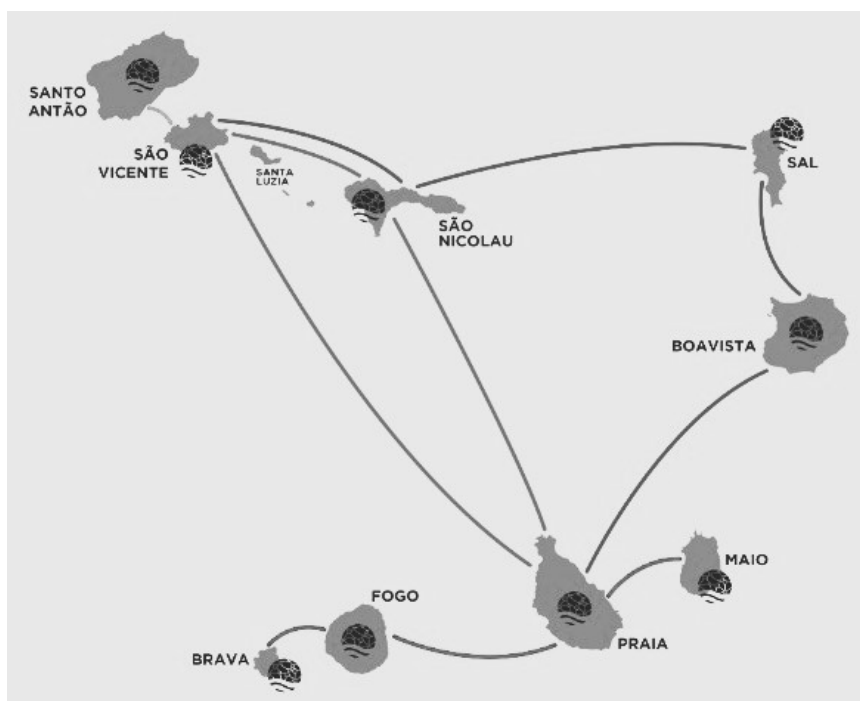 SANTO
ANTÃO
SÃO
VICENTE
SANTA
LUZIA
SÃO
NICOLAU
SAL
BOAVISTA
MAIO
FOGO
BRAVA
PRAIA